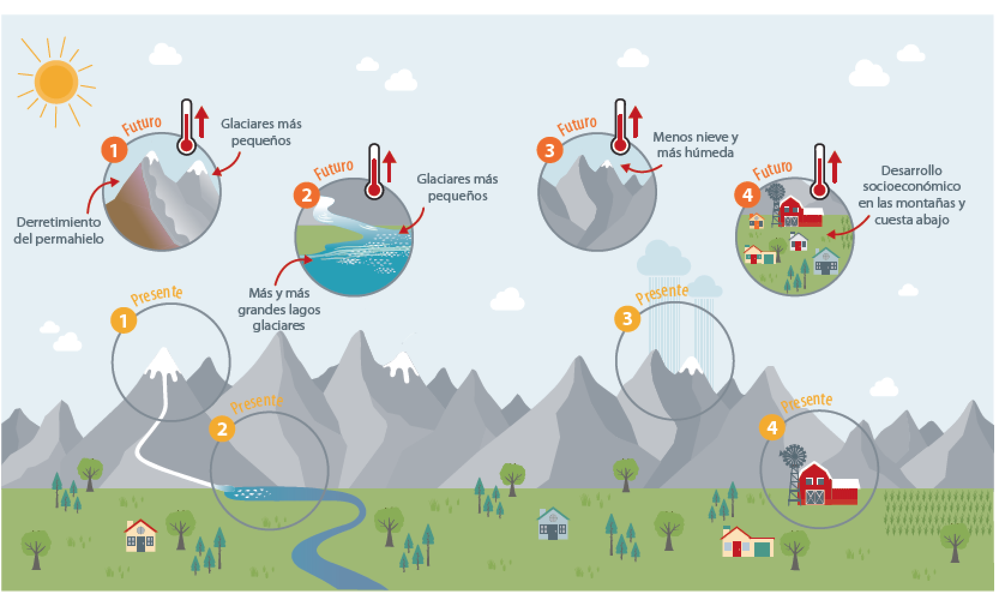 Futuro
1
Glaciares más
pequeños
Derretimiento
del permahielo
Futuro
2
Glaciares más
pequeños
Más y más
grandes lagos
glaciares
Futuro
3
Menos nieve y
más húmeda
Futuro
4
Desarrollo
socioeconómico
en las montañas y
cuesta abajo
Presente
1
Presente
2
Presente
3
Presente
4